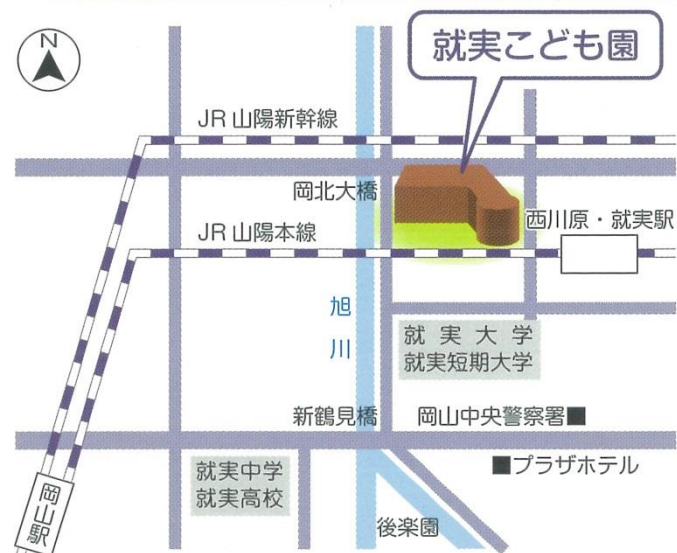 N
就実こども園
JR 山陽新幹線
岡北大橋
西川原・就実駅
JR 山陽本線
旭川
就実大学
就実短期大学
新鶴見橋
岡山中央警察署■
■プラザホテル
就実中学
就実高校
岡山駅
後楽園